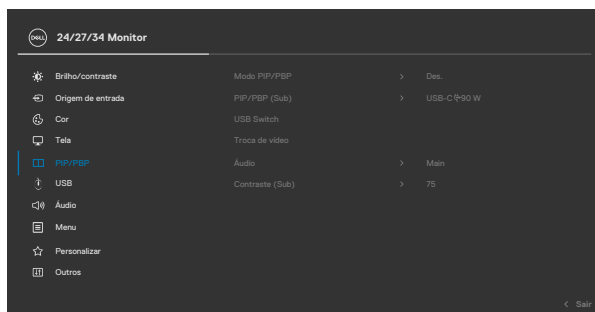 DELL 24/27/34 Monitor
Brilho/contraste Modo PIP/PBP > Des.
Origem de entrada PIP/PBP (Sub) > USB-C 90 W
Cor USB Switch
Tela Troca de vídeo
PIP/PBP Áudio > Main
USB Contraste (Sub) > 75
Áudio
Menu
Personalizar
Outros
< Sair